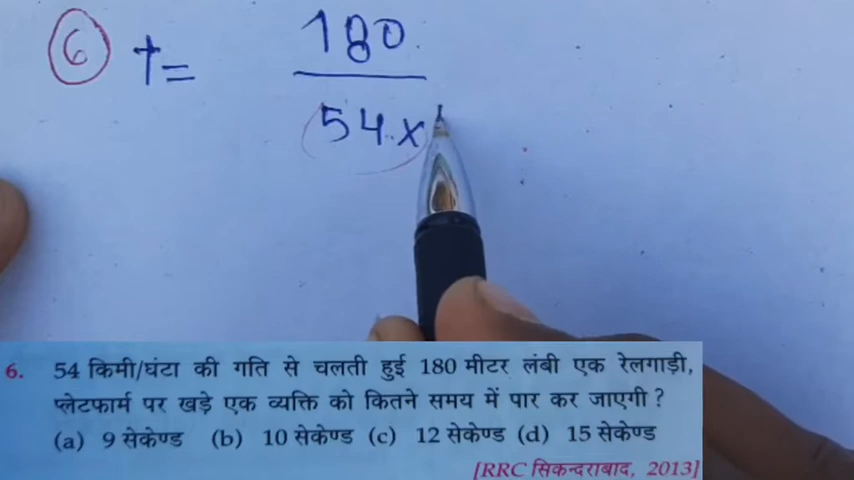 6 t = 180
54 x
6. 54 किमी/घंटा की गति से चलती हुई 180 मीटर लंबी एक रेलगाड़ी,
प्लेटफार्म पर खड़े एक व्यक्ति को कितने समय में पार कर जाएगी ?
(a) 9 सेकेण्ड (b) 10 सेकेण्ड (c) 12 सेकेण्ड (d) 15 सेकेण्ड
[RRC सिकन्दराबाद, 2013]